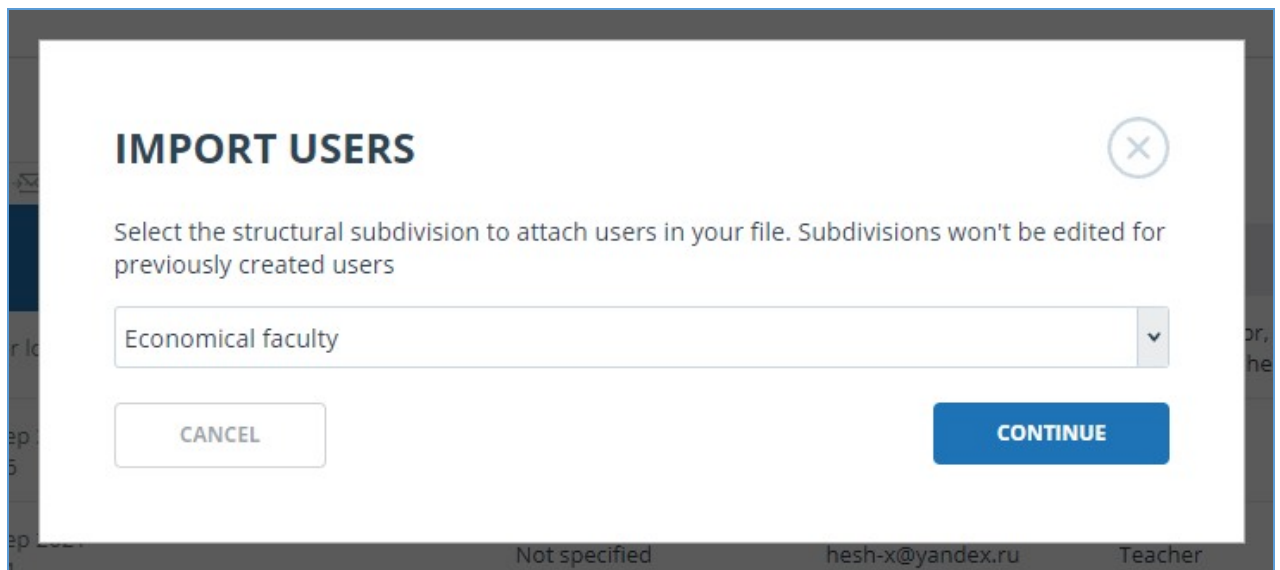 IMPORT USERS
Select the structural subdivision to attach users in your file. Subdivisions won't be edited for
previously created users
Economical faculty
CANCEL
CONTINUE
Not specified hesh-x@yandex.ru Teacher